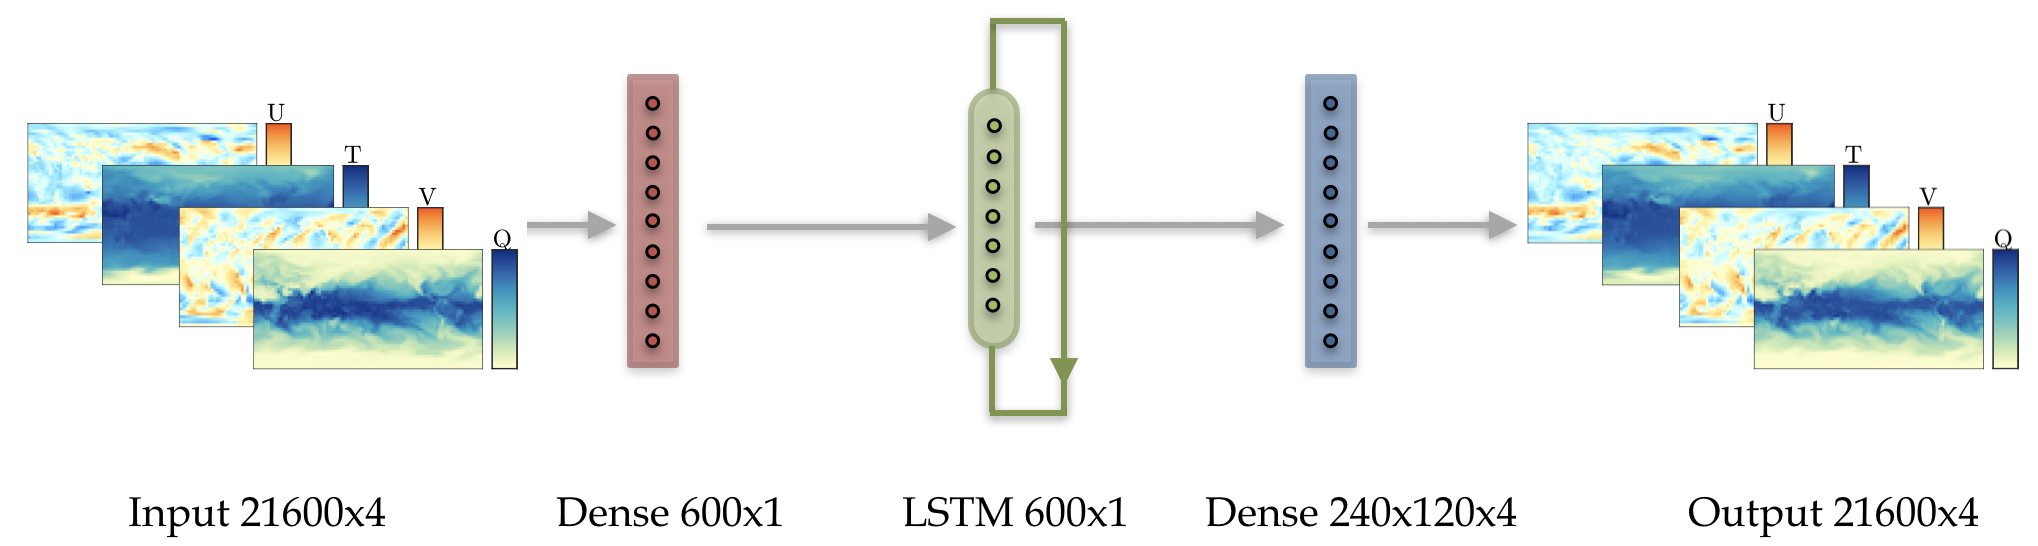 U
T
V
Q
U
T
V
Q
Input 21600x4
Dense 600x1
LSTM 600x1
Dense 240x120x4
Output 21600x4